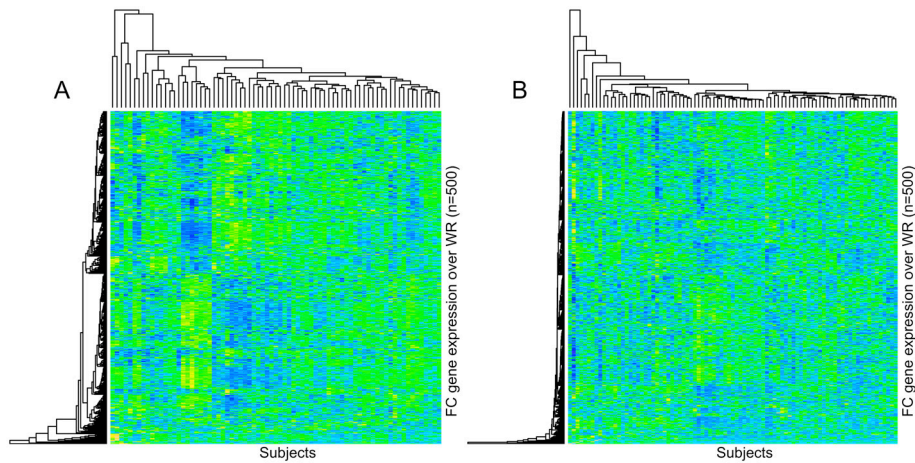 A
B
FC gene expression over WR (n=500)
FC gene expression over WR (n=500)
Subjects
Subjects